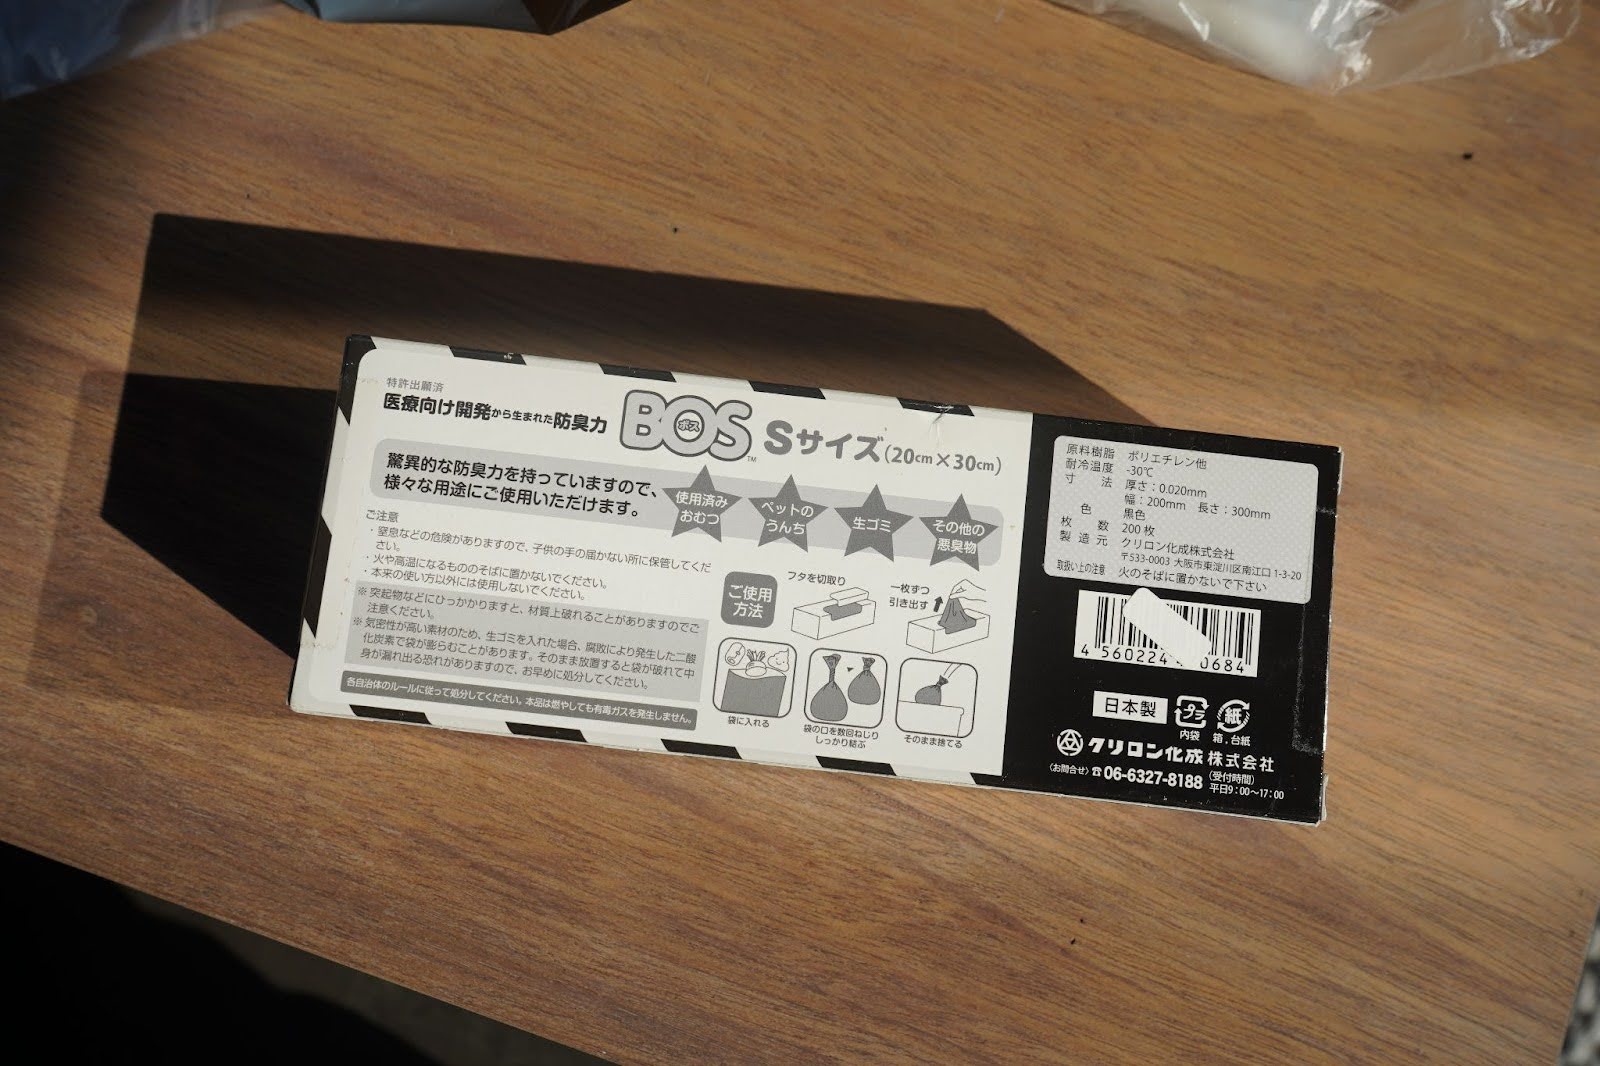 特許出願済
医療向け開発から生まれた防臭力
BOS
ボス
TM
Sサイズ(20cm×30cm)
驚異的な防臭力を持っていますので、
様々な用途にご使用いただけます。
使用済み
おむつ
ペットの
うんち
生ゴミ
その他の
悪臭物
ご注意
・窒息などの危険がありますので、子供の手の届かない所に保管してくだ
さい。
・火や高温になるもののそばに置かないでください。
・本来の使い方以外には使用しないでください。
※突起物などにひっかかりますと、材質上破れることがありますのでご
注意ください。
※気密性が高い素材のため、生ゴミを入れた場合、腐敗により発生した二酸
化炭素で袋が膨らむことがあります。そのまま放置すると袋が破れて中
身が漏れ出る恐れがありますので、お早めに処分してください。
各自治体のルールに従って処分してください。本品は燃やしても有毒ガスを発生しません。
ご使用
方法
フタを切取り
一枚ずつ
引き出す
袋に入れる
袋の口を数回ねじり
しっかり結ぶ
そのまま捨てる
原料樹脂 ポリエチレン他
耐冷温度 -30℃
寸法 厚さ：0.020mm
幅：200mm 長さ：300mm
色 黒色
枚数 200枚
製造元 クリロン化成株式会社
〒533-0003 大阪市東淀川区南江口1-3-20
取扱い上の注意 火のそばに置かないで下さい
4 560224 0684
日本製
プラ
内袋
紙
箱、台紙
クリロン化成株式会社
〈お問合せ〉☎06-6327-8188
(受付時間)
平日9：00〜17：00